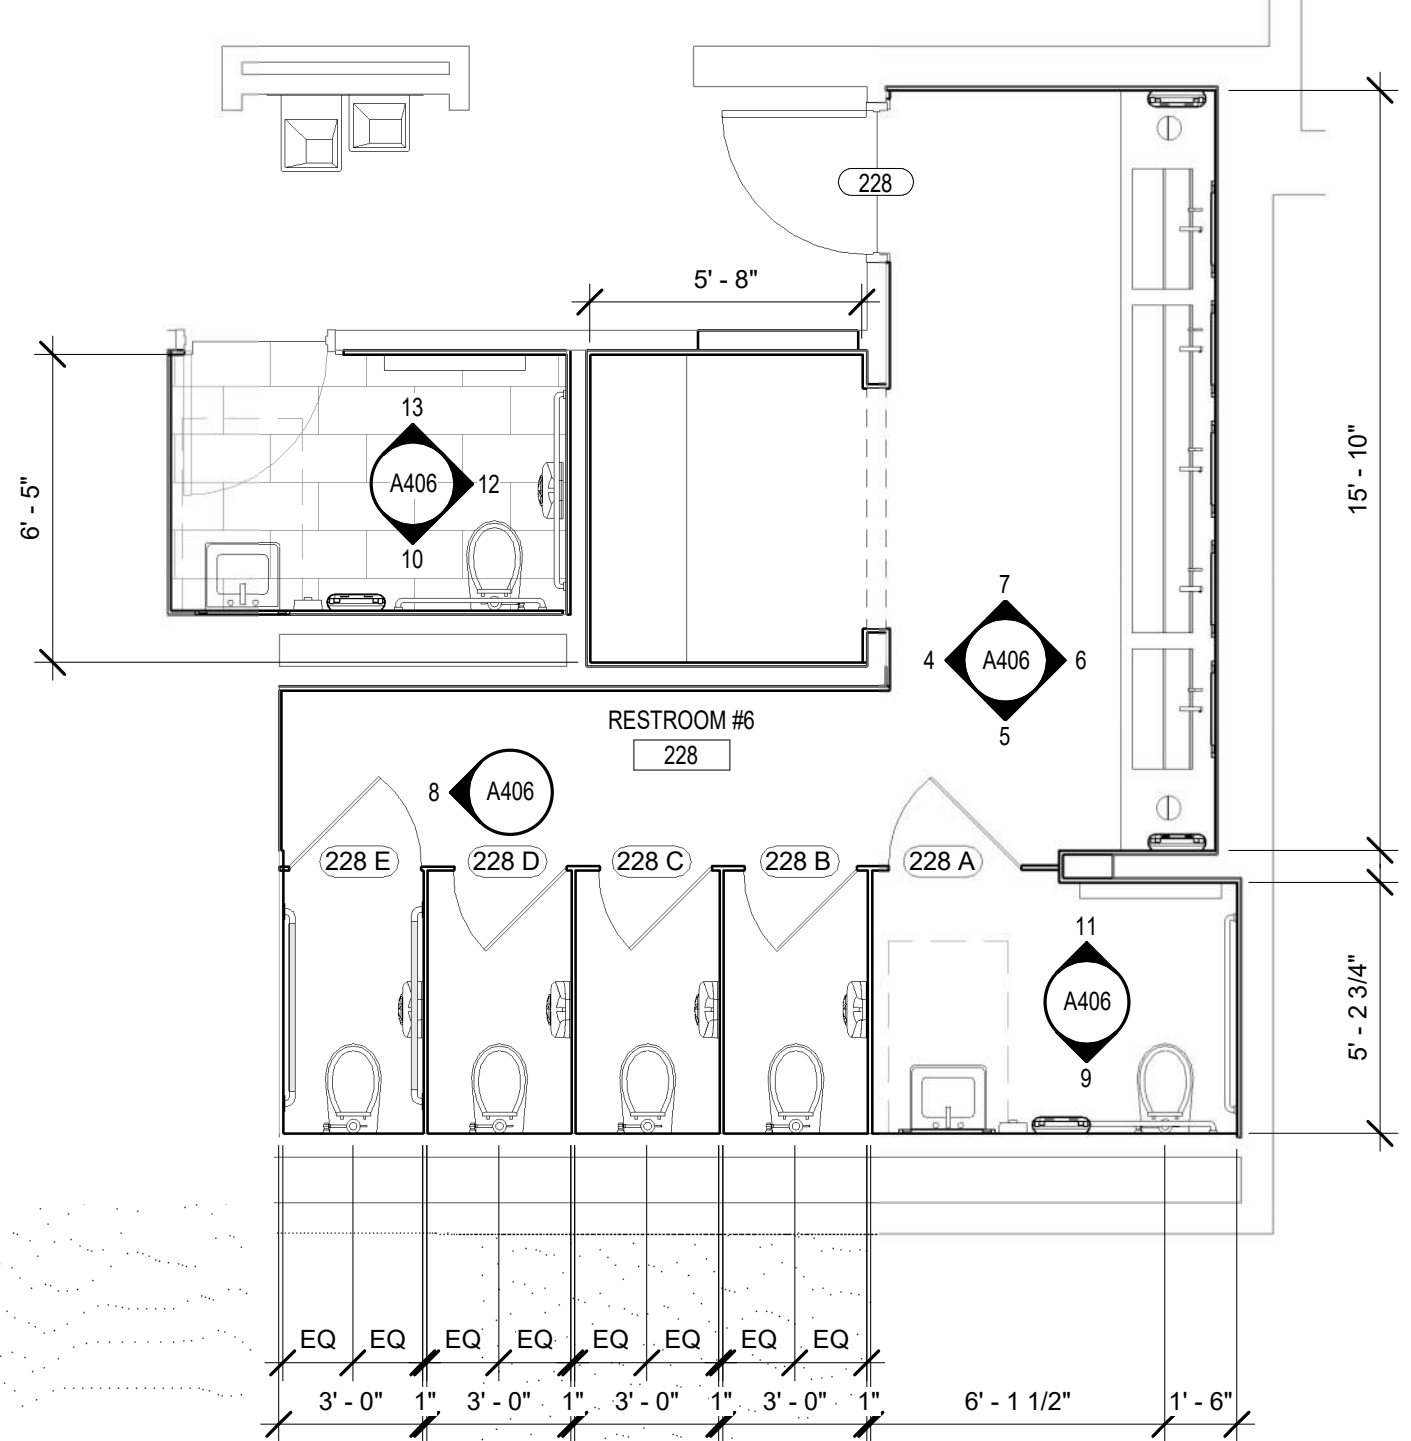 228
5' - 8"
13
A406
12
10
6' - 5"
15' - 10"
7
4
A406
6
5
RESTROOM #6
228
8
A406
228 E
228 D
228 C
228 B
228 A
11
A406
9
5' - 2 3/4"
EQ EQ EQ EQ EQ EQ EQ EQ
3' - 0" 1" 3' - 0" 1" 3' - 0" 1" 3' - 0" 1" 6' - 1 1/2" 1' - 6"